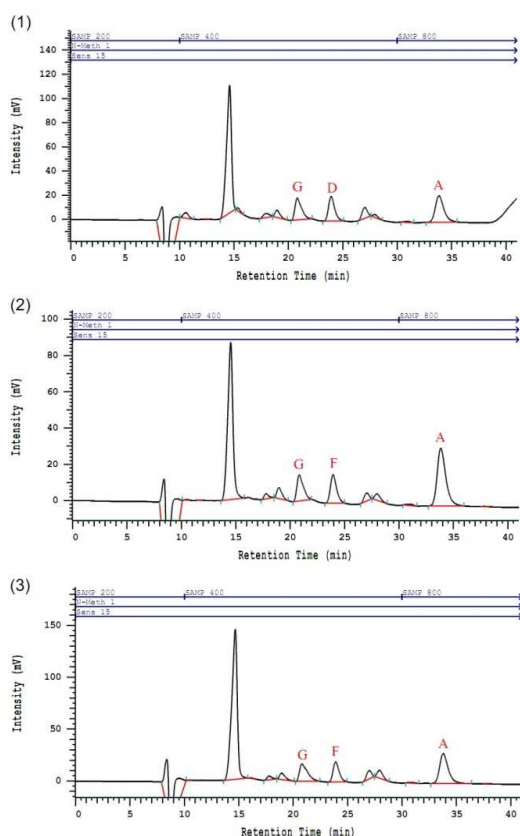 (1)
SAMP 200 SAMP 400 SAMP 800
N-Meth 1
Sens 15
140
120
100
80
60
40
20
0
Intensity (mV)
G D A
0 5 10 15 20 25 30 35 40
Retention Time (min)
(2)
SAMP 200 SAMP 400 SAMP 800
N-Meth 1
Sens 15
100
80
60
40
20
0
Intensity (mV)
G F A
0 5 10 15 20 25 30 35 40
Retention Time (min)
(3)
SAMP 200 SAMP 400 SAMP 800
N-Meth 1
Sens 15
150
100
50
0
Intensity (mV)
G F A
0 5 10 15 20 25 30 35 40
Retention Time (min)